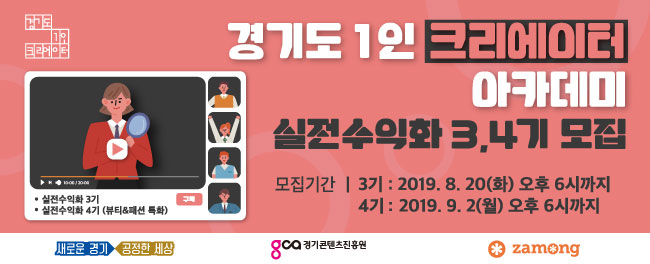 경기도
1인
크리에이터
경기도 1인 크리에이터
아카데미
실전수익화 3,4기 모집
모집기간 | 3기 : 2019. 8. 20(화) 오후 6시까지
4기 : 2019. 9. 2(월) 오후 6시까지
10:00 / 20:00
• 실전수익화 3기
구독
• 실전수익화 4기 (뷰티&패션 특화)
새로운 경기 공정한 세상
gca 경기콘텐츠진흥원
zamong